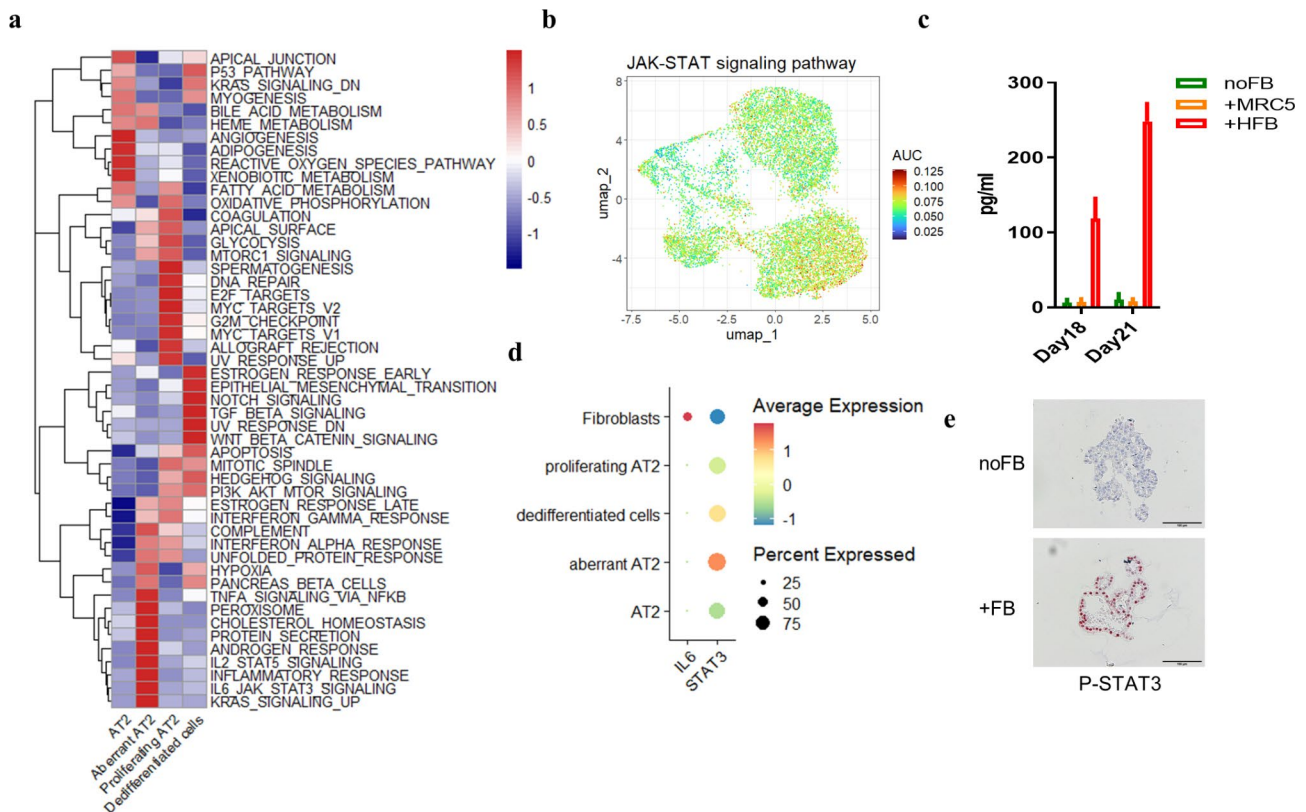 a
APICAL_JUNCTION
P53_PATHWAY
KRAS_SIGNALING_DN
MYOGENESIS
BILE_ACID_METABOLISM
HEME_METABOLISM
ANGIOGENESIS
ADIPOGENESIS
REACTIVE_OXYGEN_SPECIES_PATHWAY
XENOBIOTIC_METABOLISM
FATTY_ACID_METABOLISM
OXIDATIVE_PHOSPHORYLATION
COAGULATION
APICAL_SURFACE
GLYCOLYSIS
MTORC1_SIGNALING
SPERMATOGENESIS
DNA_REPAIR
E2F_TARGETS
MYC_TARGETS_V2
G2M_CHECKPOINT
MYC_TARGETS_V1
ALLOGRAFT_REJECTION
UV_RESPONSE_UP
ESTROGEN_RESPONSE_EARLY
EPITHELIAL_MESENCHYMAL_TRANSITION
NOTCH_SIGNALING
TGF_BETA_SIGNALING
UV_RESPONSE_DN
WNT_BETA_CATENIN_SIGNALING
APOPTOSIS
MITOTIC_SPINDLE
HEDGEHOG_SIGNALING
PI3K_AKT_MTOR_SIGNALING
ESTROGEN_RESPONSE_LATE
INTERFERON_GAMMA_RESPONSE
COMPLEMENT
INTERFERON_ALPHA_RESPONSE
UNFOLDED_PROTEIN_RESPONSE
HYPOXIA
PANCREAS_BETA_CELLS
TNFA_SIGNALING_VIA_NFKB
PEROXISOME
CHOLESTEROL_HOMEOSTASIS
PROTEIN_SECRETION
ANDROGEN_RESPONSE
IL2_STAT5_SIGNALING
INFLAMMATORY_RESPONSE
IL6_JAK_STAT3_SIGNALING
KRAS_SIGNALING_UP
AT2
Aberrant AT2
Proliferating AT2
Dedifferentiated cells
1
0.5
0
-0.5
-1
b
JAK-STAT signaling pathway
umap_2
8
4
0
-4
-7.5
-5.0
-2.5
0.0
2.5
5.0
umap_1
AUC
0.125
0.100
0.075
0.050
0.025
c
pg/ml
300
200
100
0
Day18
Day21
noFB
+MRC5
+HFB
d
Fibroblasts
proliferating AT2
dedifferentiated cells
aberrant AT2
AT2
IL6
STAT3
Average Expression
1
0
-1
Percent Expressed
25
50
75
e
noFB
+FB
P-STAT3